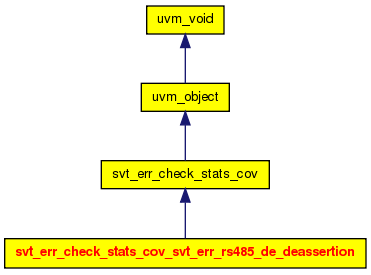 uvm_void
uvm_object
svt_err_check_stats_cov
svt_err_check_stats_cov_svt_err_rs485_de_deassertion